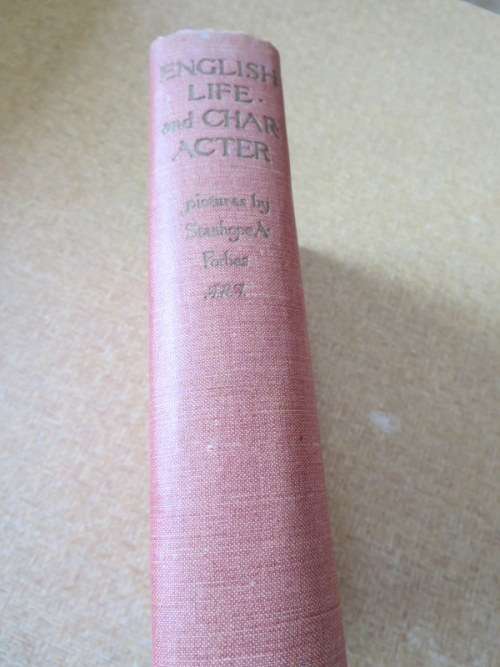 ENGLISH
LIFE ·
and CHAR
ACTER
pictures by
Stanhope A·
Forbes
A.R.A.